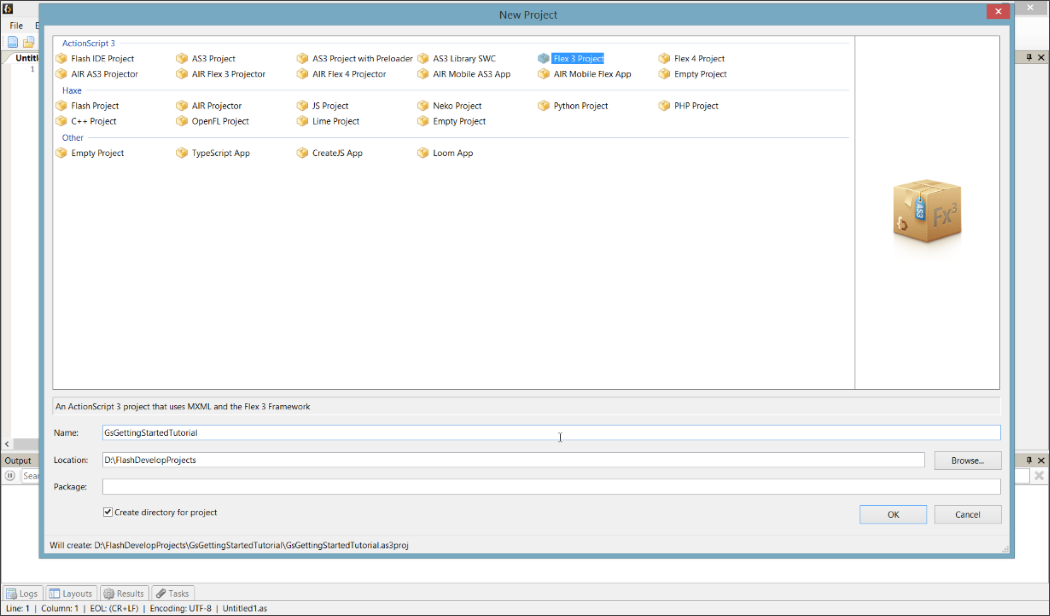 New Project
File
Untitl
1
ActionScript 3
Flash IDE Project AS3 Project AS3 Project with Preloader AS3 Library SWC Flex 3 Project Flex 4 Project
AIR AS3 Projector AIR Flex 3 Projector AIR Flex 4 Projector AIR Mobile AS3 App AIR Mobile Flex App Empty Project
Haxe
Flash Project AIR Projector JS Project Neko Project Python Project PHP Project
C++ Project OpenFL Project Lime Project Empty Project
Other
Empty Project TypeScript App CreateJS App Loom App
AS3 Fx3
An ActionScript 3 project that uses MXML and the Flex 3 Framework
Name: GsGettingStartedTutorial
Location: D:\FlashDevelopProjects Browse...
Package:
Create directory for project
OK Cancel
Will create: D:\FlashDevelopProjects\GsGettingStartedTutorial\GsGettingStartedTutorial.as3proj
Output
Sear
Logs Layouts Results Tasks
Line: 1 | Column: 1 | EOL: (CR+LF) | Encoding: UTF-8 | Untitled1.as